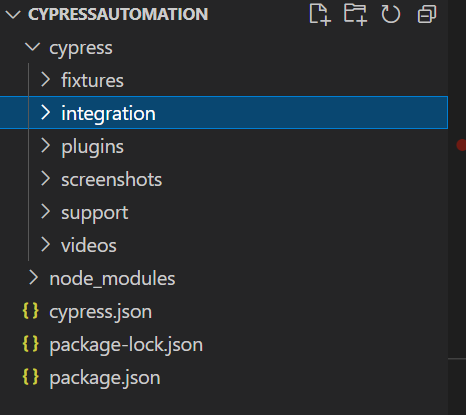 CYPRESSAUTOMATION
cypress
fixtures
integration
plugins
screenshots
support
videos
node_modules
cypress.json
package-lock.json
package.json